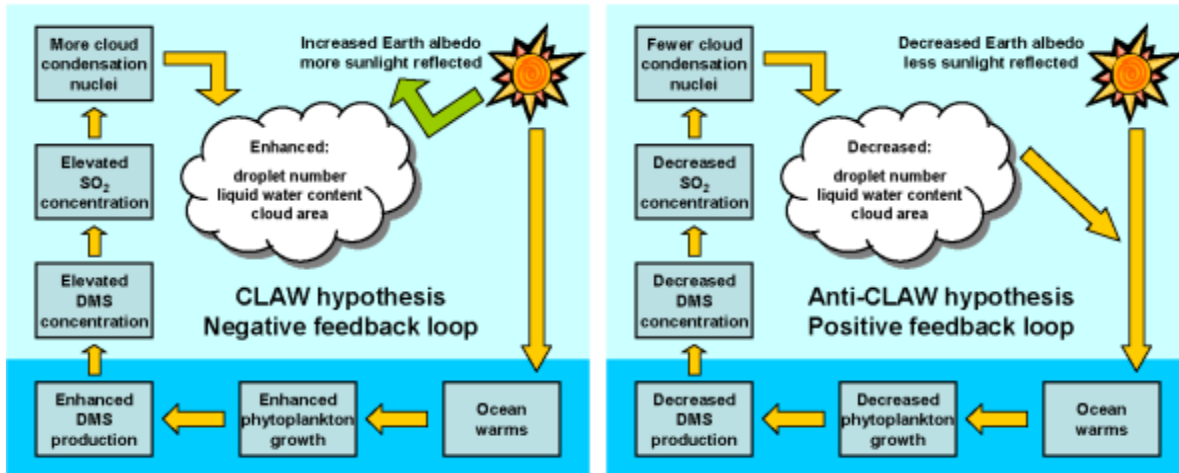 More cloud
condensation
nuclei
Increased Earth albedo
more sunlight reflected
Enhanced:
droplet number
liquid water content
cloud area
Elevated
SO₂
concentration
Elevated
DMS
concentration
CLAW hypothesis
Negative feedback loop
Enhanced
DMS
production
Enhanced
phytoplankton
growth
Ocean
warms
Fewer cloud
condensation
nuclei
Decreased Earth albedo
less sunlight reflected
Decreased:
droplet number
liquid water content
cloud area
Decreased
SO₂
concentration
Decreased
DMS
concentration
Anti-CLAW hypothesis
Positive feedback loop
Decreased
DMS
production
Decreased
phytoplankton
growth
Ocean
warms